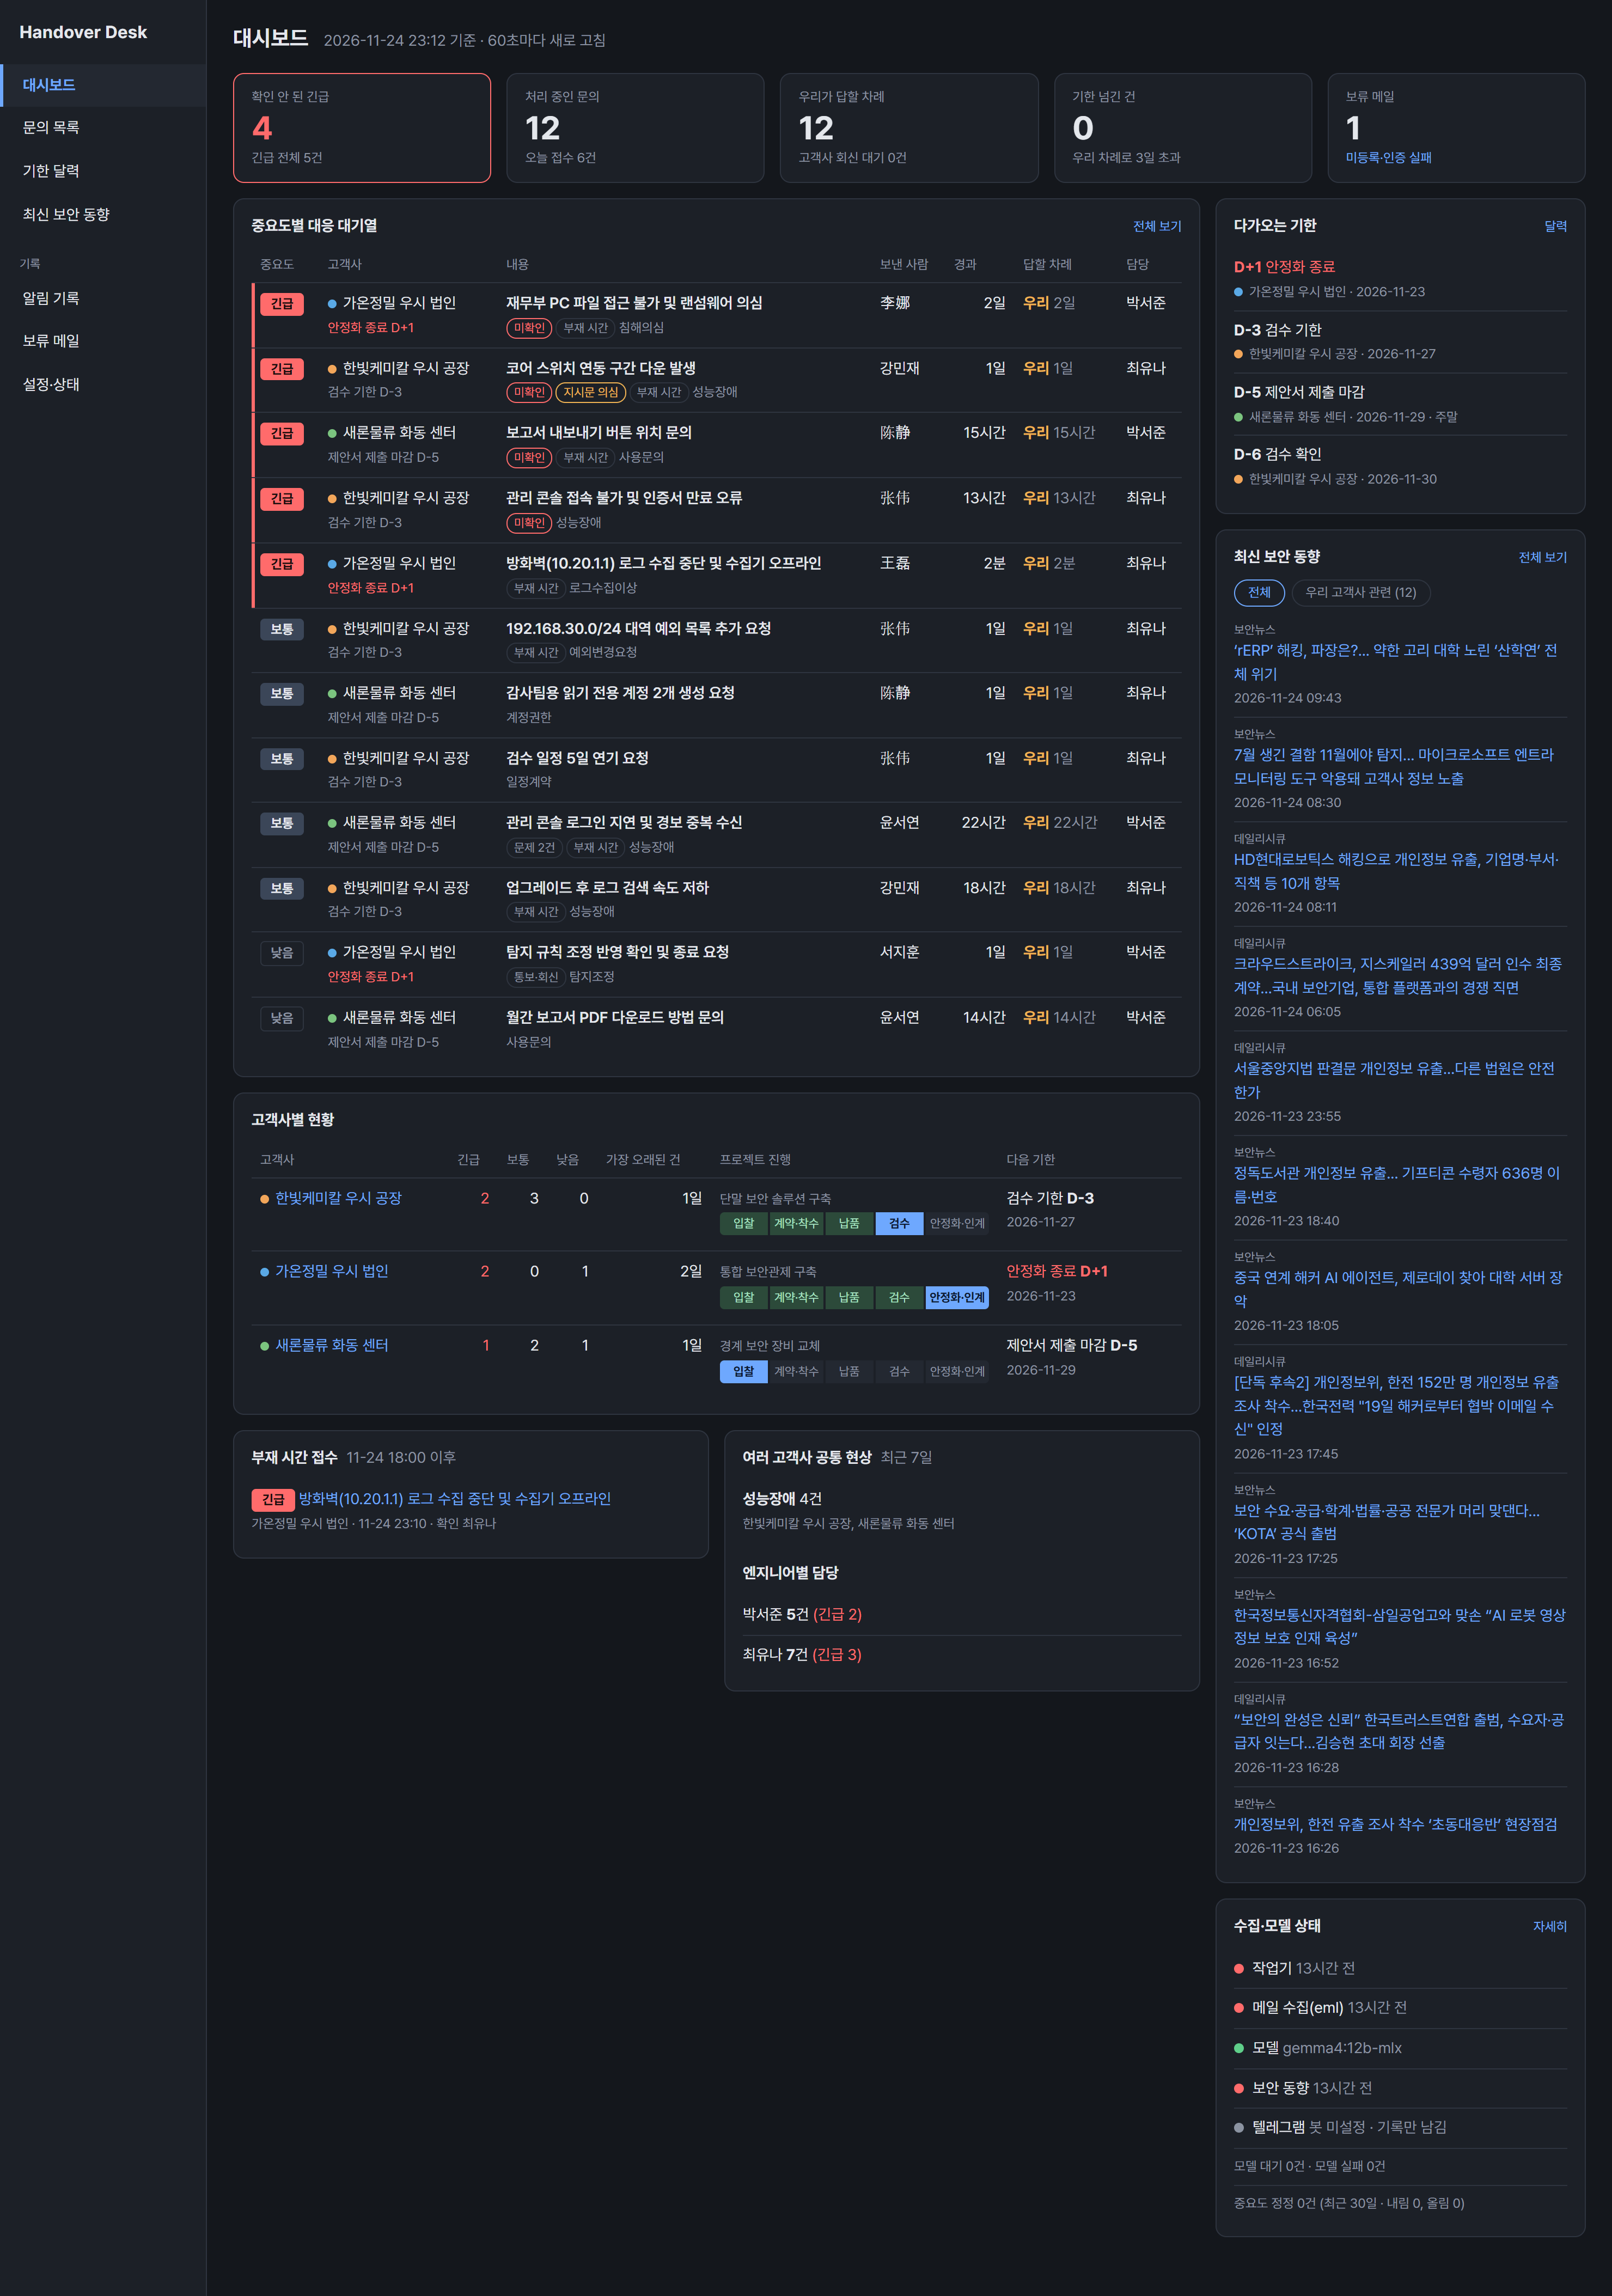 Handover Desk
대시보드
문의 목록
기한 달력
최신 보안 동향
기록
알림 기록
보류 메일
설정·상태
대시보드 2026-11-24 23:12 기준 · 60초마다 새로 고침
확인 안 된 긴급
4
긴급 전체 5건
처리 중인 문의
12
오늘 접수 6건
우리가 답할 차례
12
고객사 회신 대기 0건
기한 넘긴 건
0
우리 차례로 3일 초과
보류 메일
1
미등록·인증 실패
중요도별 대응 대기열 전체 보기
중요도 고객사 내용 보낸 사람 경과 답할 차례 담당
긴급 가온정밀 우시 법인 재무부 PC 파일 접근 불가 및 랜섬웨어 의심 李娜 2일 우리 2일 박서준
안정화 종료 D+1 미확인 부재 시간 침해의심
긴급 한빛케미칼 우시 공장 코어 스위치 연동 구간 다운 발생 강민재 1일 우리 1일 최유나
검수 기한 D-3 미확인 지시문 의심 부재 시간 성능장애
긴급 새론물류 화동 센터 보고서 내보내기 버튼 위치 문의 陈静 15시간 우리 15시간 박서준
제안서 제출 마감 D-5 미확인 부재 시간 사용문의
긴급 한빛케미칼 우시 공장 관리 콘솔 접속 불가 및 인증서 만료 오류 张伟 13시간 우리 13시간 최유나
검수 기한 D-3 미확인 성능장애
긴급 가온정밀 우시 법인 방화벽(10.20.1.1) 로그 수집 중단 및 수집기 오프라인 王磊 2분 우리 2분 최유나
안정화 종료 D+1 부재 시간 로그수집이상
보통 한빛케미칼 우시 공장 192.168.30.0/24 대역 예외 목록 추가 요청 张伟 1일 우리 1일 최유나
검수 기한 D-3 부재 시간 예외변경요청
보통 새론물류 화동 센터 감사팀용 읽기 전용 계정 2개 생성 요청 陈静 1일 우리 1일 최유나
제안서 제출 마감 D-5 계정권한
보통 한빛케미칼 우시 공장 검수 일정 5일 연기 요청 张伟 1일 우리 1일 최유나
검수 기한 D-3 일정계약
보통 새론물류 화동 센터 관리 콘솔 로그인 지연 및 경보 중복 수신 윤서연 22시간 우리 22시간 박서준
제안서 제출 마감 D-5 문제 2건 부재 시간 성능장애
보통 한빛케미칼 우시 공장 업그레이드 후 로그 검색 속도 저하 강민재 18시간 우리 18시간 최유나
검수 기한 D-3 부재 시간 성능장애
낮음 가온정밀 우시 법인 탐지 규칙 조정 반영 확인 및 종료 요청 서지훈 1일 우리 1일 박서준
안정화 종료 D+1 통보·회신 탐지조정
낮음 새론물류 화동 센터 월간 보고서 PDF 다운로드 방법 문의 윤서연 14시간 우리 14시간 박서준
제안서 제출 마감 D-5 사용문의
고객사별 현황
고객사 긴급 보통 낮음 가장 오래된 건 프로젝트 진행 다음 기한
한빛케미칼 우시 공장 2 3 0 1일 단말 보안 솔루션 구축 검수 기한 D-3
입찰 계약·착수 납품 검수 안정화·인계 2026-11-27
가온정밀 우시 법인 2 0 1 2일 통합 보안관제 구축 안정화 종료 D+1
입찰 계약·착수 납품 검수 안정화·인계 2026-11-23
새론물류 화동 센터 1 2 1 1일 경계 보안 장비 교체 제안서 제출 마감 D-5
입찰 계약·착수 납품 검수 안정화·인계 2026-11-29
부재 시간 접수 11-24 18:00 이후
긴급 방화벽(10.20.1.1) 로그 수집 중단 및 수집기 오프라인
가온정밀 우시 법인 · 11-24 23:10 · 확인 최유나
여러 고객사 공통 현상 최근 7일
성능장애 4건
한빛케미칼 우시 공장, 새론물류 화동 센터
엔지니어별 담당
박서준 5건 (긴급 2)
최유나 7건 (긴급 3)
다가오는 기한 달력
D+1 안정화 종료
가온정밀 우시 법인 · 2026-11-23
D-3 검수 기한
한빛케미칼 우시 공장 · 2026-11-27
D-5 제안서 제출 마감
새론물류 화동 센터 · 2026-11-29 · 주말
D-6 검수 확인
한빛케미칼 우시 공장 · 2026-11-30
최신 보안 동향 전체 보기
전체 우리 고객사 관련 (12)
보안뉴스
‘rERP’ 해킹, 파장은?... 약한 고리 대학 노린 ‘산학연’ 전
체 위기
2026-11-24 09:43
보안뉴스
7월 생긴 결함 11월에야 탐지... 마이크로소프트 엔트라
모니터링 도구 악용돼 고객사 정보 노출
2026-11-24 08:30
데일리시큐
HD현대로보틱스 해킹으로 개인정보 유출, 기업명·부서·
직책 등 10개 항목
2026-11-24 08:11
데일리시큐
크라우드스트라이크, 지스케일러 439억 달러 인수 최종
계약…국내 보안기업, 통합 플랫폼과의 경쟁 직면
2026-11-24 06:05
데일리시큐
서울중앙지법 판결문 개인정보 유출…다른 법원은 안전
한가
2026-11-23 23:55
보안뉴스
정독도서관 개인정보 유출... 기프티콘 수령자 636명 이
름·번호
2026-11-23 18:40
보안뉴스
중국 연계 해커 AI 에이전트, 제로데이 찾아 대학 서버 장
악
2026-11-23 18:05
데일리시큐
[단독 후속2] 개인정보위, 한전 152만 명 개인정보 유출
조사 착수…한국전력 "19일 해커로부터 협박 이메일 수
신" 인정
2026-11-23 17:45
보안뉴스
보안 수요·공급·학계·법률·공공 전문가 머리 맞댄다...
‘KOTA’ 공식 출범
2026-11-23 17:25
보안뉴스
한국정보통신자격협회-삼일공업고와 맞손 “AI 로봇 영상
정보 보호 인재 육성”
2026-11-23 16:52
데일리시큐
“보안의 완성은 신뢰” 한국트러스트연합 출범, 수요자·공
급자 잇는다…김승현 초대 회장 선출
2026-11-23 16:28
보안뉴스
개인정보위, 한전 유출 조사 착수 ‘초동대응반’ 현장점검
2026-11-23 16:26
수집·모델 상태 자세히
작업기 13시간 전
메일 수집(eml) 13시간 전
모델 gemma4:12b-mlx
보안 동향 13시간 전
텔레그램 봇 미설정 · 기록만 남김
모델 대기 0건 · 모델 실패 0건
중요도 정정 0건 (최근 30일 · 내림 0, 올림 0)